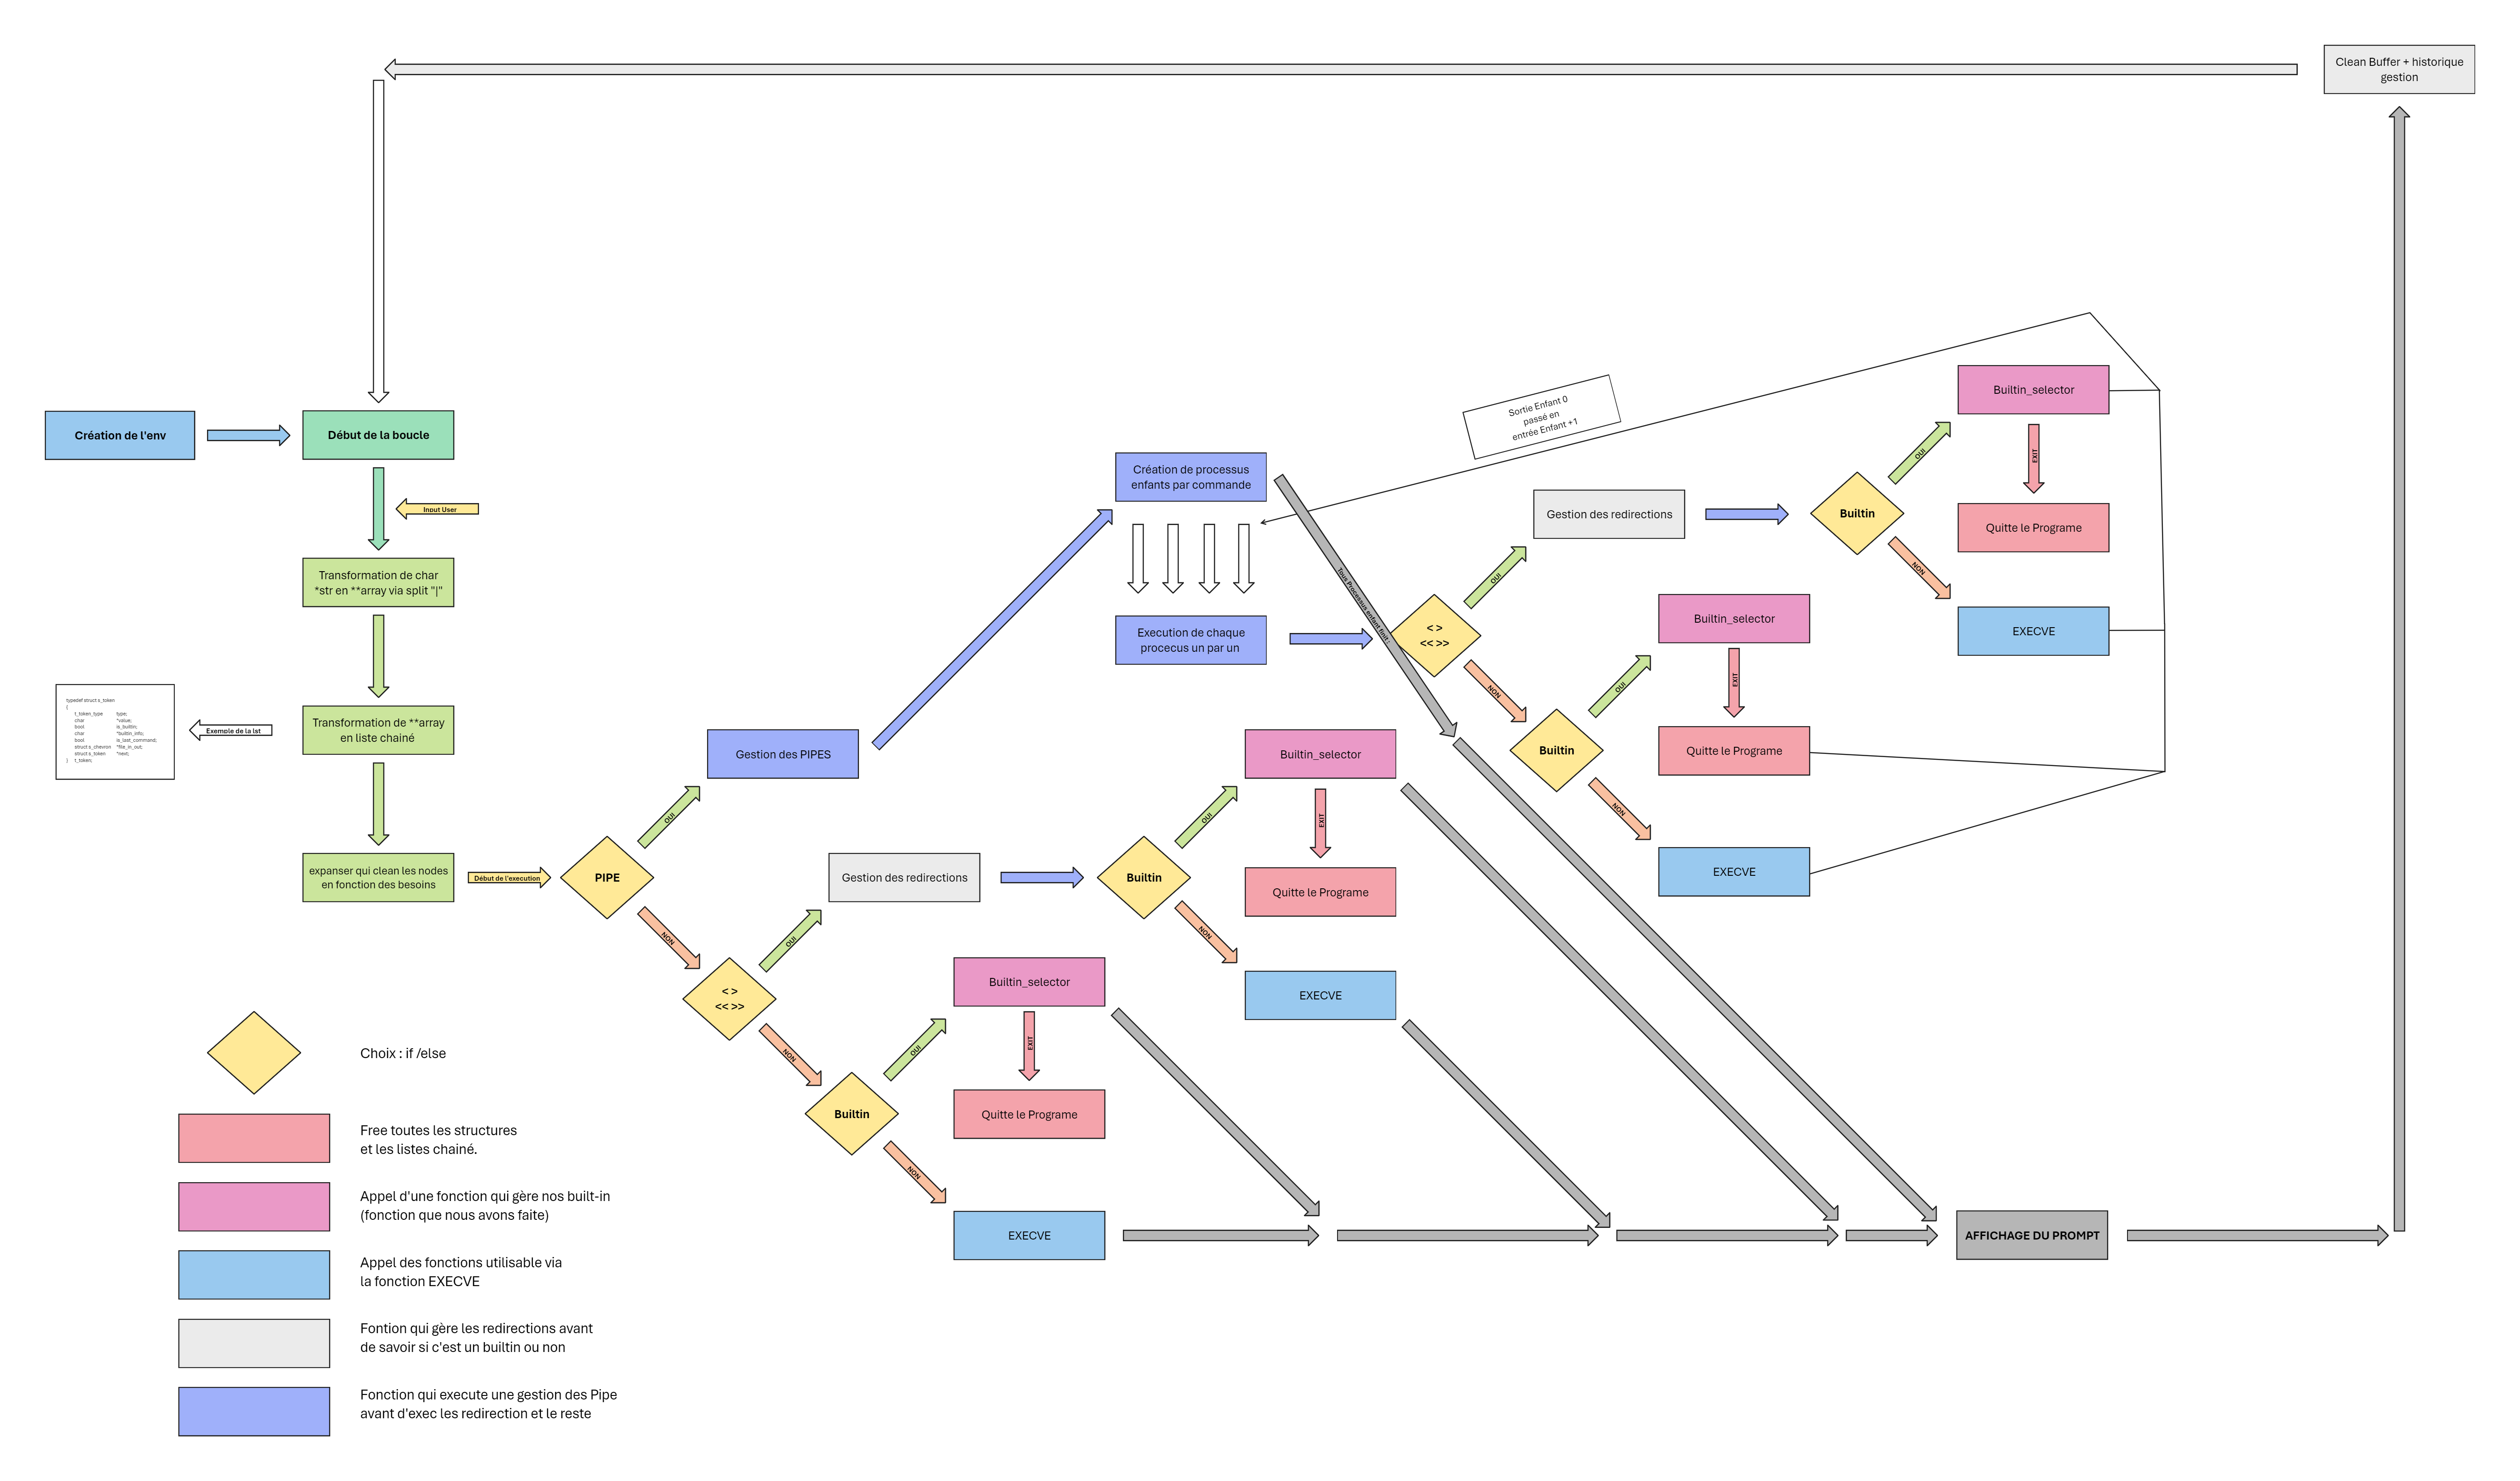 Clean Buffer + historique
gestion
Création de l'env
Début de la boucle
Input User
Transformation de char
*str en **array via split "|"
Transformation de **array
en liste chainé
Exemple de la lst
typedef struct s_token
{
t_token_type type;
char *value;
bool is_builtin;
char *builtin_info;
bool is_last_command;
struct s_chevron *file_in_out;
struct s_token *next;
} t_token;
expanser qui clean les nodes
en fonction des besoins
Début de l'execution
PIPE
OUI
NON
Gestion des PIPES
Création de processus
enfants par commande
Execution de chaque
procecus un par un
Sortie Enfant 0
passé en
entrée Enfant +1
Tous Processus enfant finit :
< >
<< >>
OUI
NON
Gestion des redirections
Builtin
OUI
NON
Builtin_selector
EXIT
Quitte le Programe
EXECVE
Builtin
OUI
NON
Builtin_selector
EXIT
Quitte le Programe
EXECVE
< >
<< >>
OUI
NON
Gestion des redirections
Builtin
OUI
NON
Builtin_selector
EXIT
Quitte le Programe
EXECVE
Builtin
OUI
NON
Builtin_selector
EXIT
Quitte le Programe
EXECVE
AFFICHAGE DU PROMPT
Choix : if /else
Free toutes les structures
et les listes chainé.
Appel d'une fonction qui gère nos built-in
(fonction que nous avons faite)
Appel des fonctions utilisable via
la fonction EXECVE
Fontion qui gère les redirections avant
de savoir si c'est un builtin ou non
Fonction qui execute une gestion des Pipe
avant d'exec les redirection et le reste